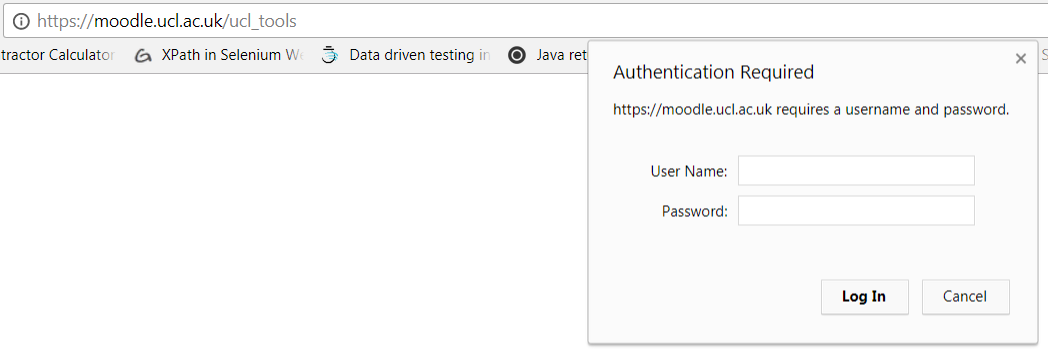 https://moodle.ucl.ac.uk/ucl_tools
tractor Calculator XPath in Selenium We Data driven testing in Java ret S
Authentication Required
https://moodle.ucl.ac.uk requires a username and password.
User Name:
Password:
Log In Cancel